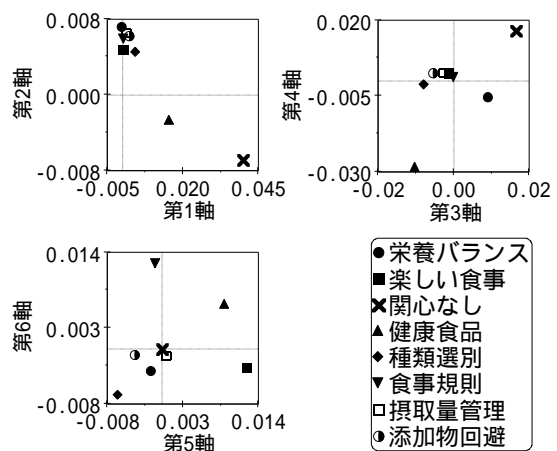 0.008
0.000
-0.008
第2軸
-0.005
0.020
0.045
第1軸
0.020
-0.005
-0.030
第4軸
-0.02
0.00
0.02
第3軸
0.014
0.003
-0.008
第6軸
-0.008
0.003
0.014
第5軸
栄養バランス
楽しい食事
関心なし
健康食品
種類選別
食事規則
摂取量管理
添加物回避